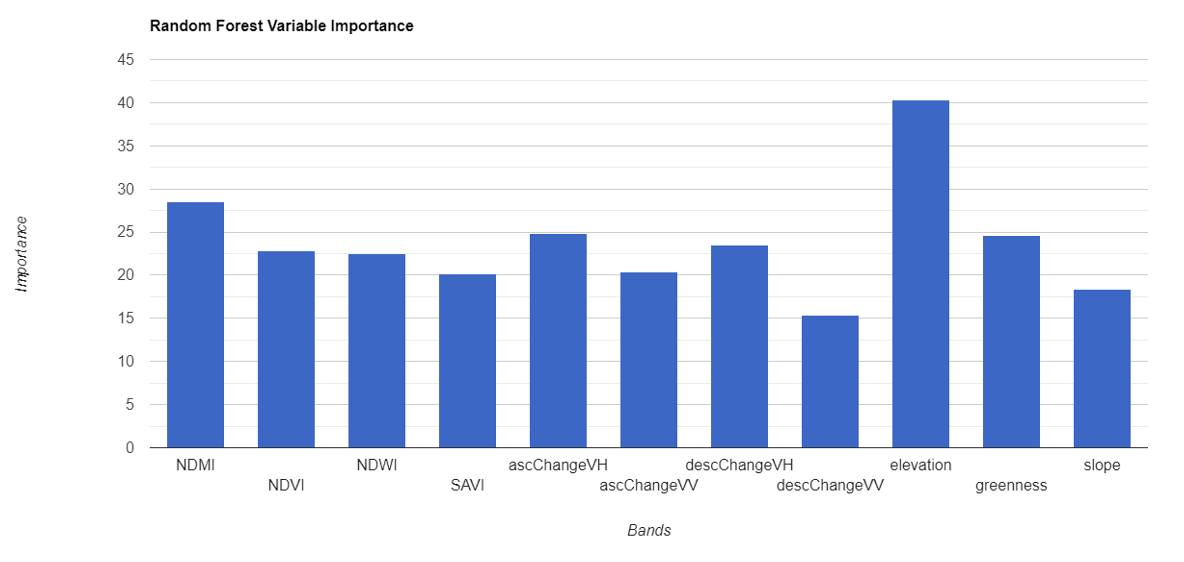 Random Forest Variable Importance
45
40
35
30
25
20
15
10
5
0
Importance
NDMI NDWI ascChangeVH descChangeVH elevation slope
NDVI SAVI ascChangeVV descChangeVV greenness
Bands